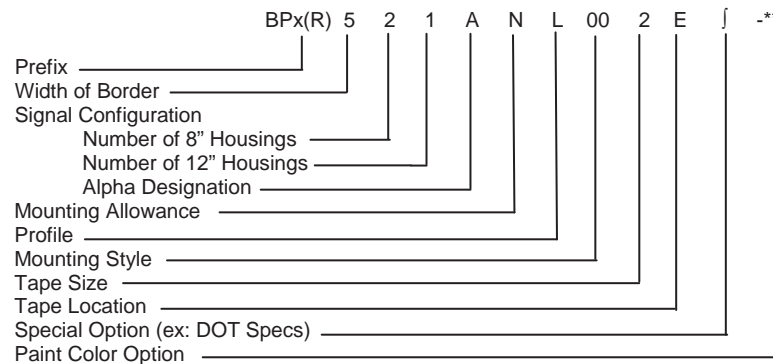 BPx(R) 5 2 1 A N L 00 2 E ∫ -*
Prefix
Width of Border
Signal Configuration
Number of 8” Housings
Number of 12” Housings
Alpha Designation
Mounting Allowance
Profile
Mounting Style
Tape Size
Tape Location
Special Option (ex: DOT Specs)
Paint Color Option